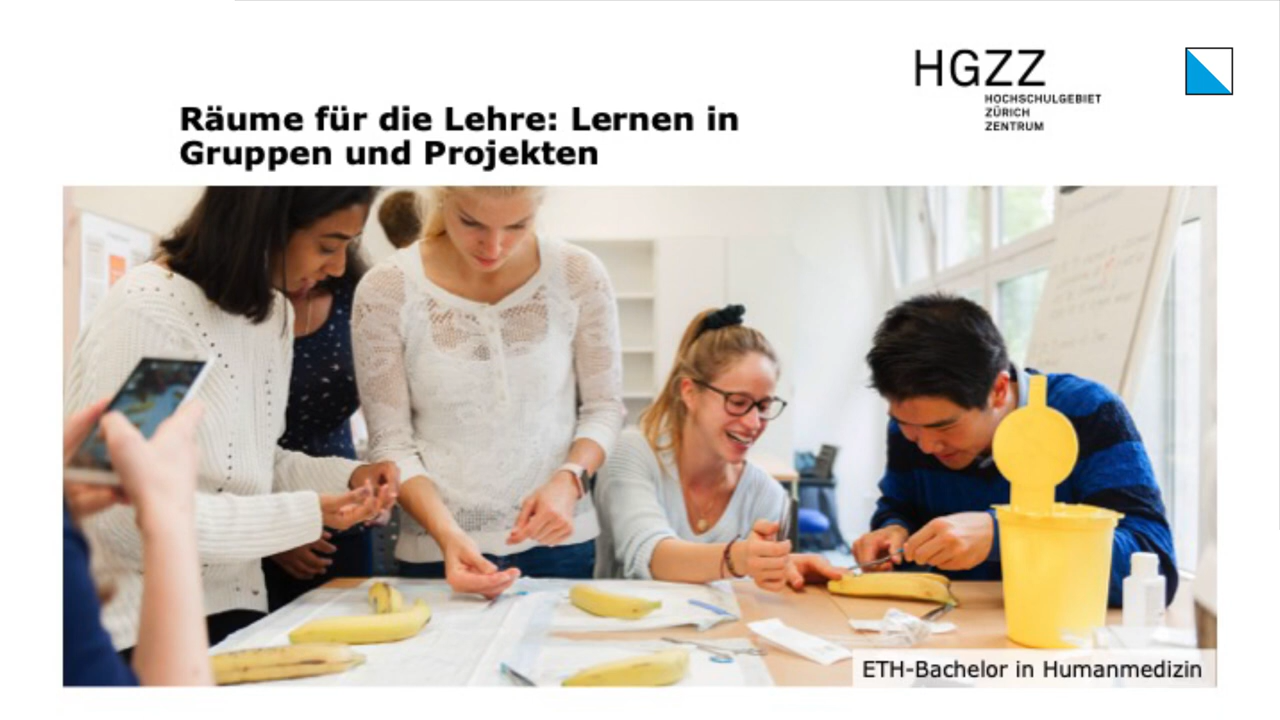 HGZZ
HOCHSCHULGEBIET
ZÜRICH
ZENTRUM
Räume für die Lehre: Lernen in
Gruppen und Projekten
ETH-Bachelor in Humanmedizin